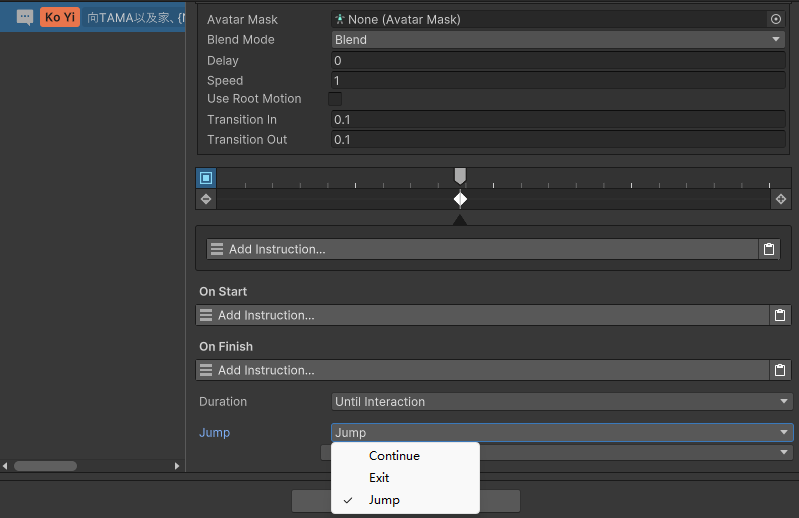 Ko Yi 向TAMA以及家、{N
Avatar Mask
None (Avatar Mask)
Blend Mode
Blend
Delay
0
Speed
1
Use Root Motion
Transition In
0.1
Transition Out
0.1
Add Instruction...
On Start
Add Instruction...
On Finish
Add Instruction...
Duration
Until Interaction
Jump
Jump
Continue
Exit
Jump